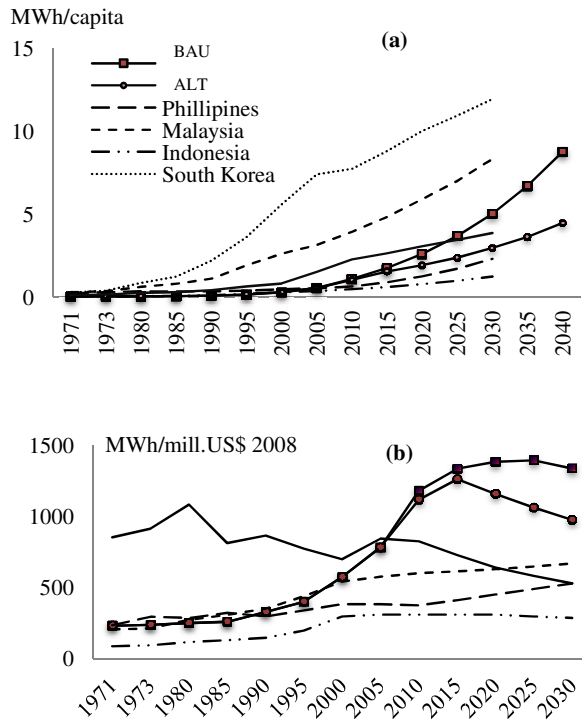 MWh/capita
(a)
15
BAU
ALT
Phillipines
10
Malaysia
Indonesia
South Korea
5
0
1971 1973 1980 1985 1990 1995 2000 2005 2010 2015 2020 2025 2030 2035 2040
1500 MWh/mill.US$ 2008
(b)
1000
500
0
1971 1973 1980 1985 1990 1995 2000 2005 2010 2015 2020 2025 2030